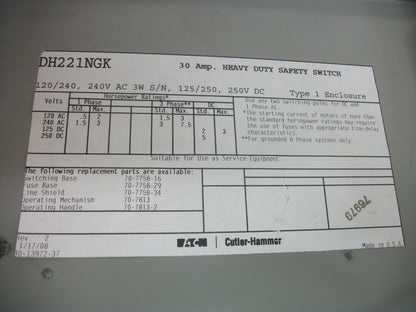 DH221NGK
30 Amp. HEAVY DUTY SAFETY SWITCH
120/240, 240V AC 3W S/N, 125/250, 250V DC
Type 1 Enclosure
Volts Horsepower Ratings*
1 Phase 3 Phase** DC
Std. Max. Std. Max. Std. Max.
120 AC .5 2 1.5 3
240 AC 1.5 3 3 7.5
125 DC 2 3
250 DC 5
Use any two switching poles for DC and
1 Phase AC
*The starting current of motors of more than
the standard horsepower ratings may require
the use of fuses with appropriate time-delay
characteristics.
**For grounded B Phase systems only
Suitable for Use as Service Equipment
The following replacement parts are available:
Switching Base 70-7758-16
Fuse Base 70-7758-29
Line Shield 70-7758-34
Operating Mechanism 70-7813
Operating Handle 70-7813-2
76979
Rev. 2
1/17/08
30-13972-37
EATON Cutler-Hammer
Made in U.S.A